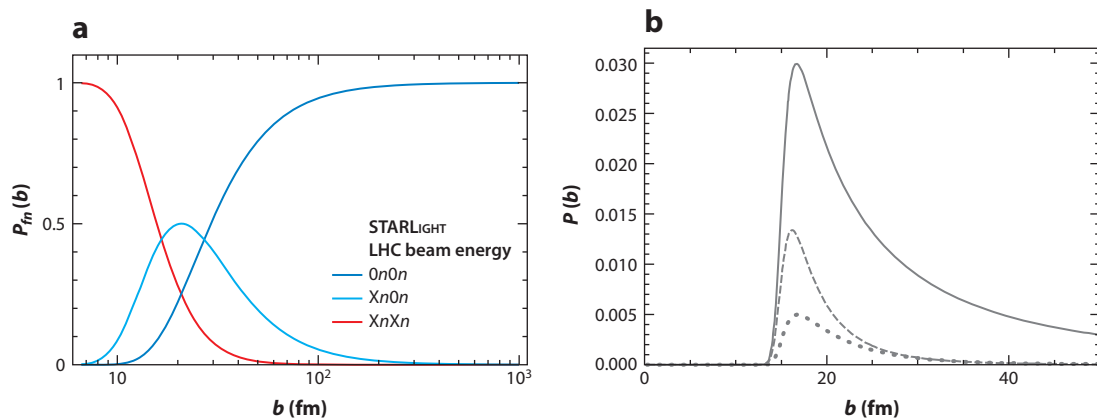 a
1
0.5
0
P_fn(b)
STARLIGHT
LHC beam energy
0n0n
Xn0n
XnXn
10
10²
10³
b (fm)
b
0.030
0.025
0.020
0.015
0.010
0.005
0.000
P (b)
0
20
40
b (fm)